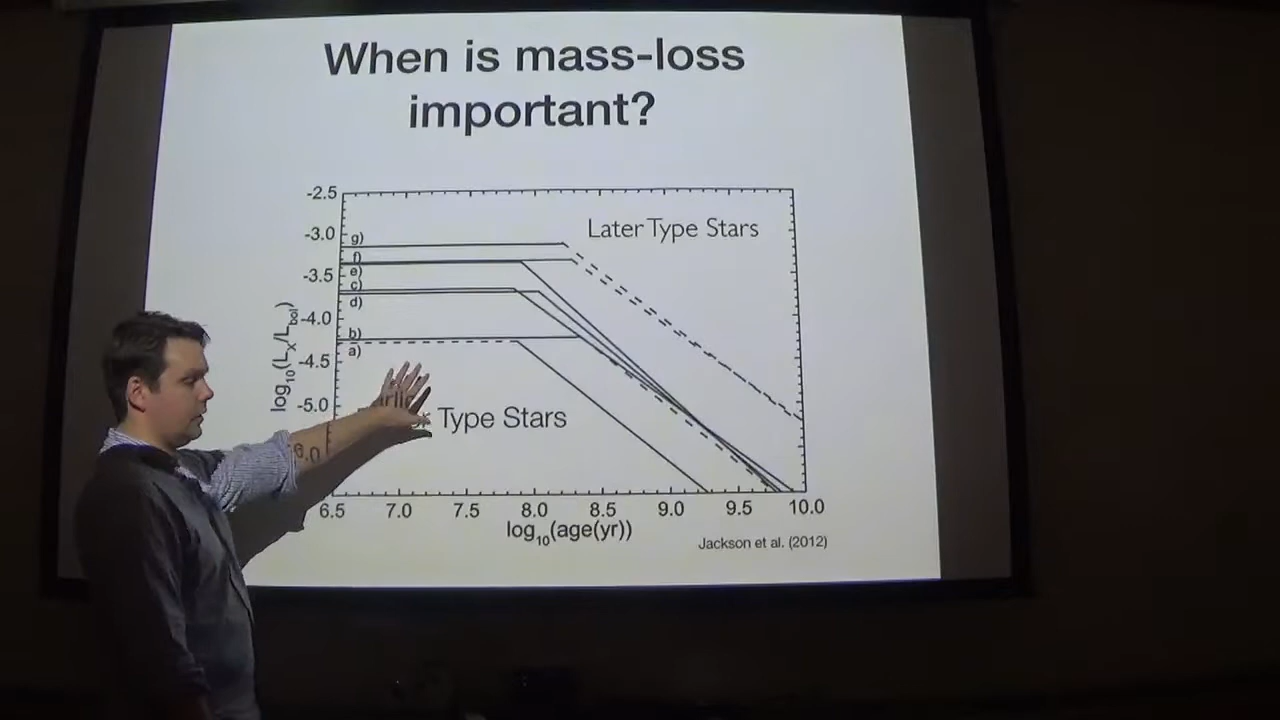 When is mass-loss
important?
-2.5
-3.0
-3.5
-4.0
-4.5
-5.0
log10(LX/Lbol)
g)
f)
e)
c)
d)
b)
a)
Later Type Stars
Type Stars
6.5 7.0 7.5 8.0 8.5 9.0 9.5 10.0
log10(age(yr))
Jackson et al. (2012)